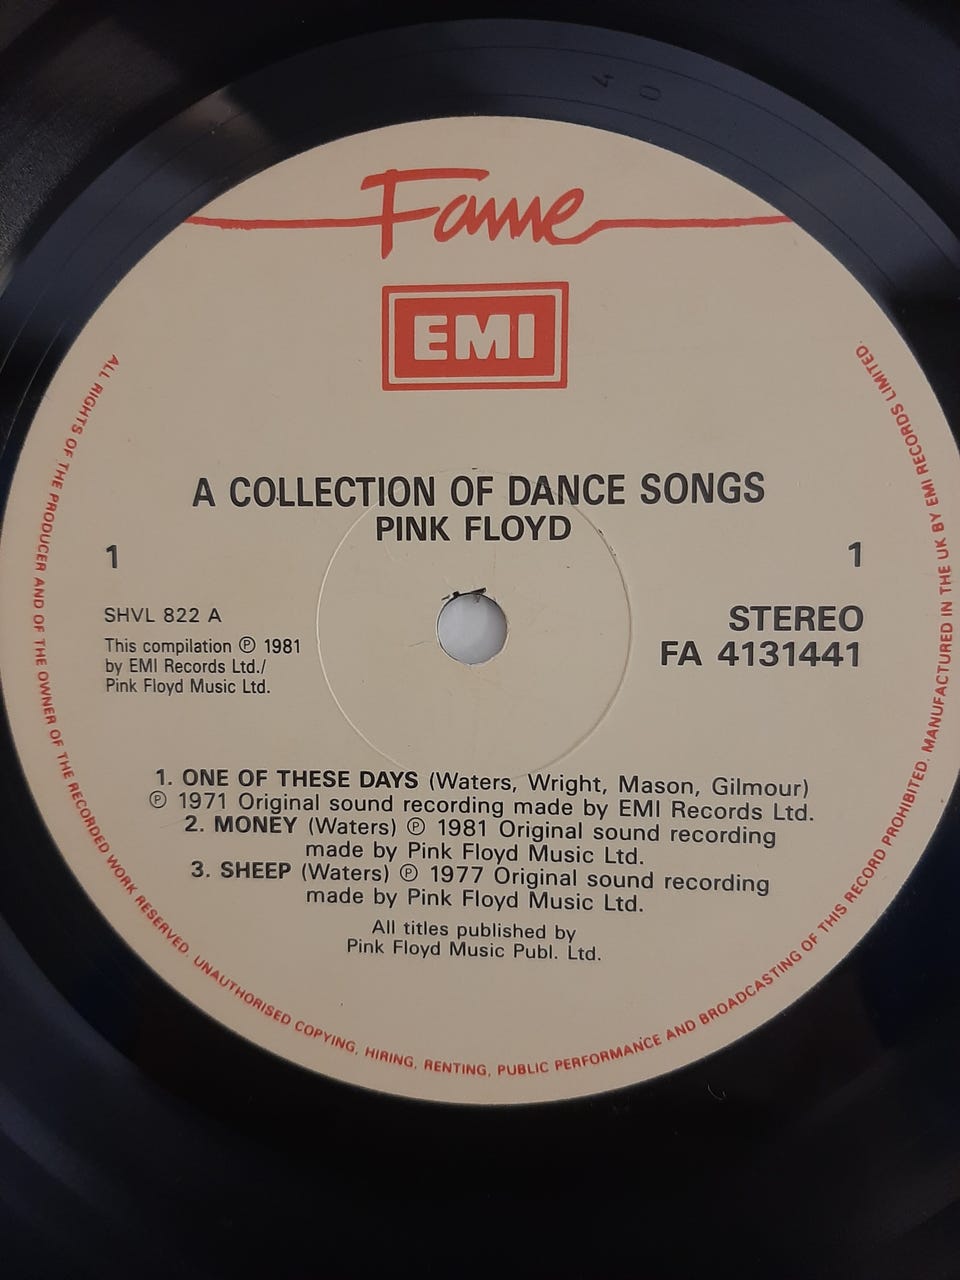 4 0
Fame
EMI
A COLLECTION OF DANCE SONGS
PINK FLOYD
1
1
SHVL 822 A
This compilation ℗ 1981
by EMI Records Ltd./
Pink Floyd Music Ltd.
STEREO
FA 4131441
1. ONE OF THESE DAYS (Waters, Wright, Mason, Gilmour)
℗ 1971 Original sound recording made by EMI Records Ltd.
2. MONEY (Waters) ℗ 1981 Original sound recording
made by Pink Floyd Music Ltd.
3. SHEEP (Waters) ℗ 1977 Original sound recording
made by Pink Floyd Music Ltd.
All titles published by
Pink Floyd Music Publ. Ltd.
ALL RIGHTS OF THE PRODUCER AND OF THE OWNER OF THE RECORDED WORK RESERVED. UNAUTHORISED COPYING, HIRING, RENTING, PUBLIC PERFORMANCE AND BROADCASTING OF THIS RECORD PROHIBITED. MANUFACTURED IN THE UK BY EMI RECORDS LIMITED